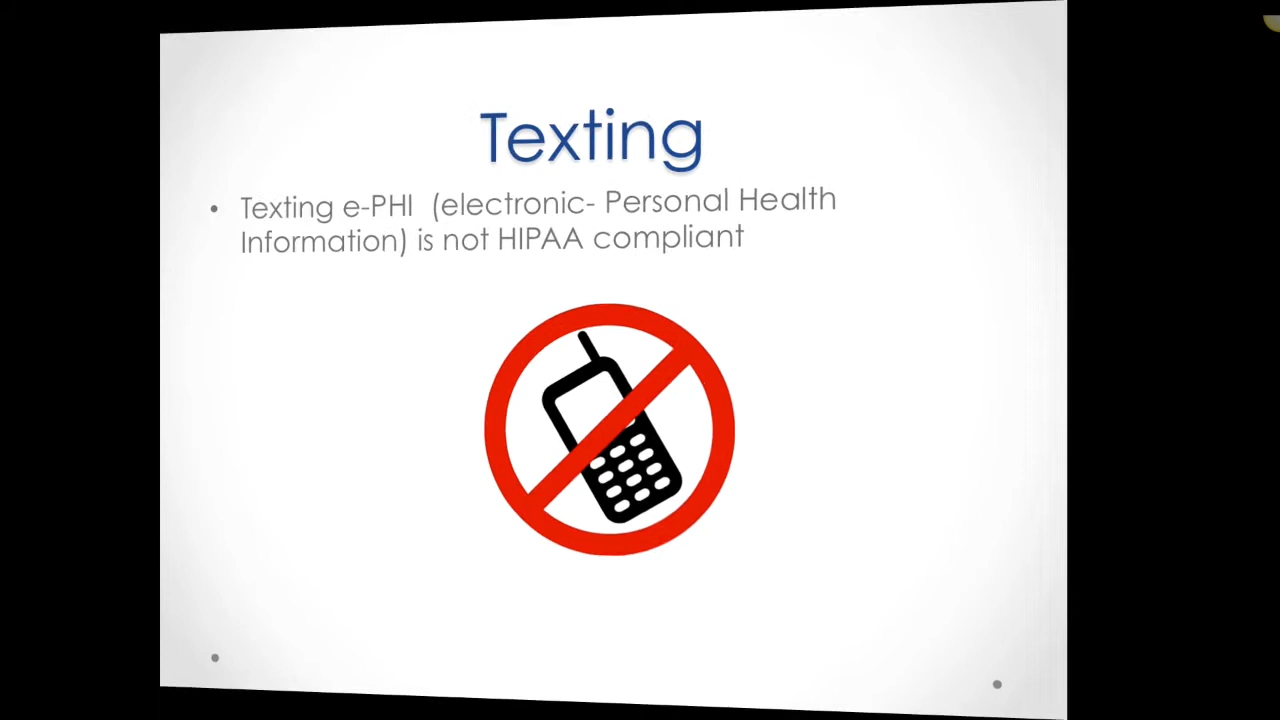 Texting
• Texting e-PHI (electronic- Personal Health
Information) is not HIPAA compliant